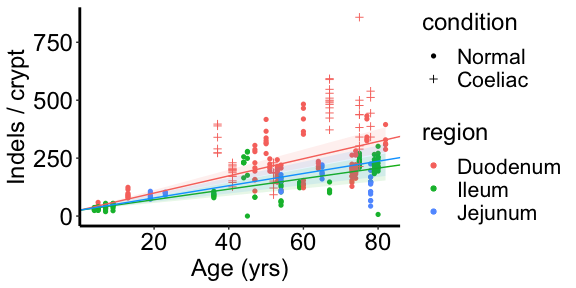 condition
Normal
Coeliac
region
Duodenum
Ileum
Jejunum
Indels / crypt
750
500
250
0
20
40
60
80
Age (yrs)